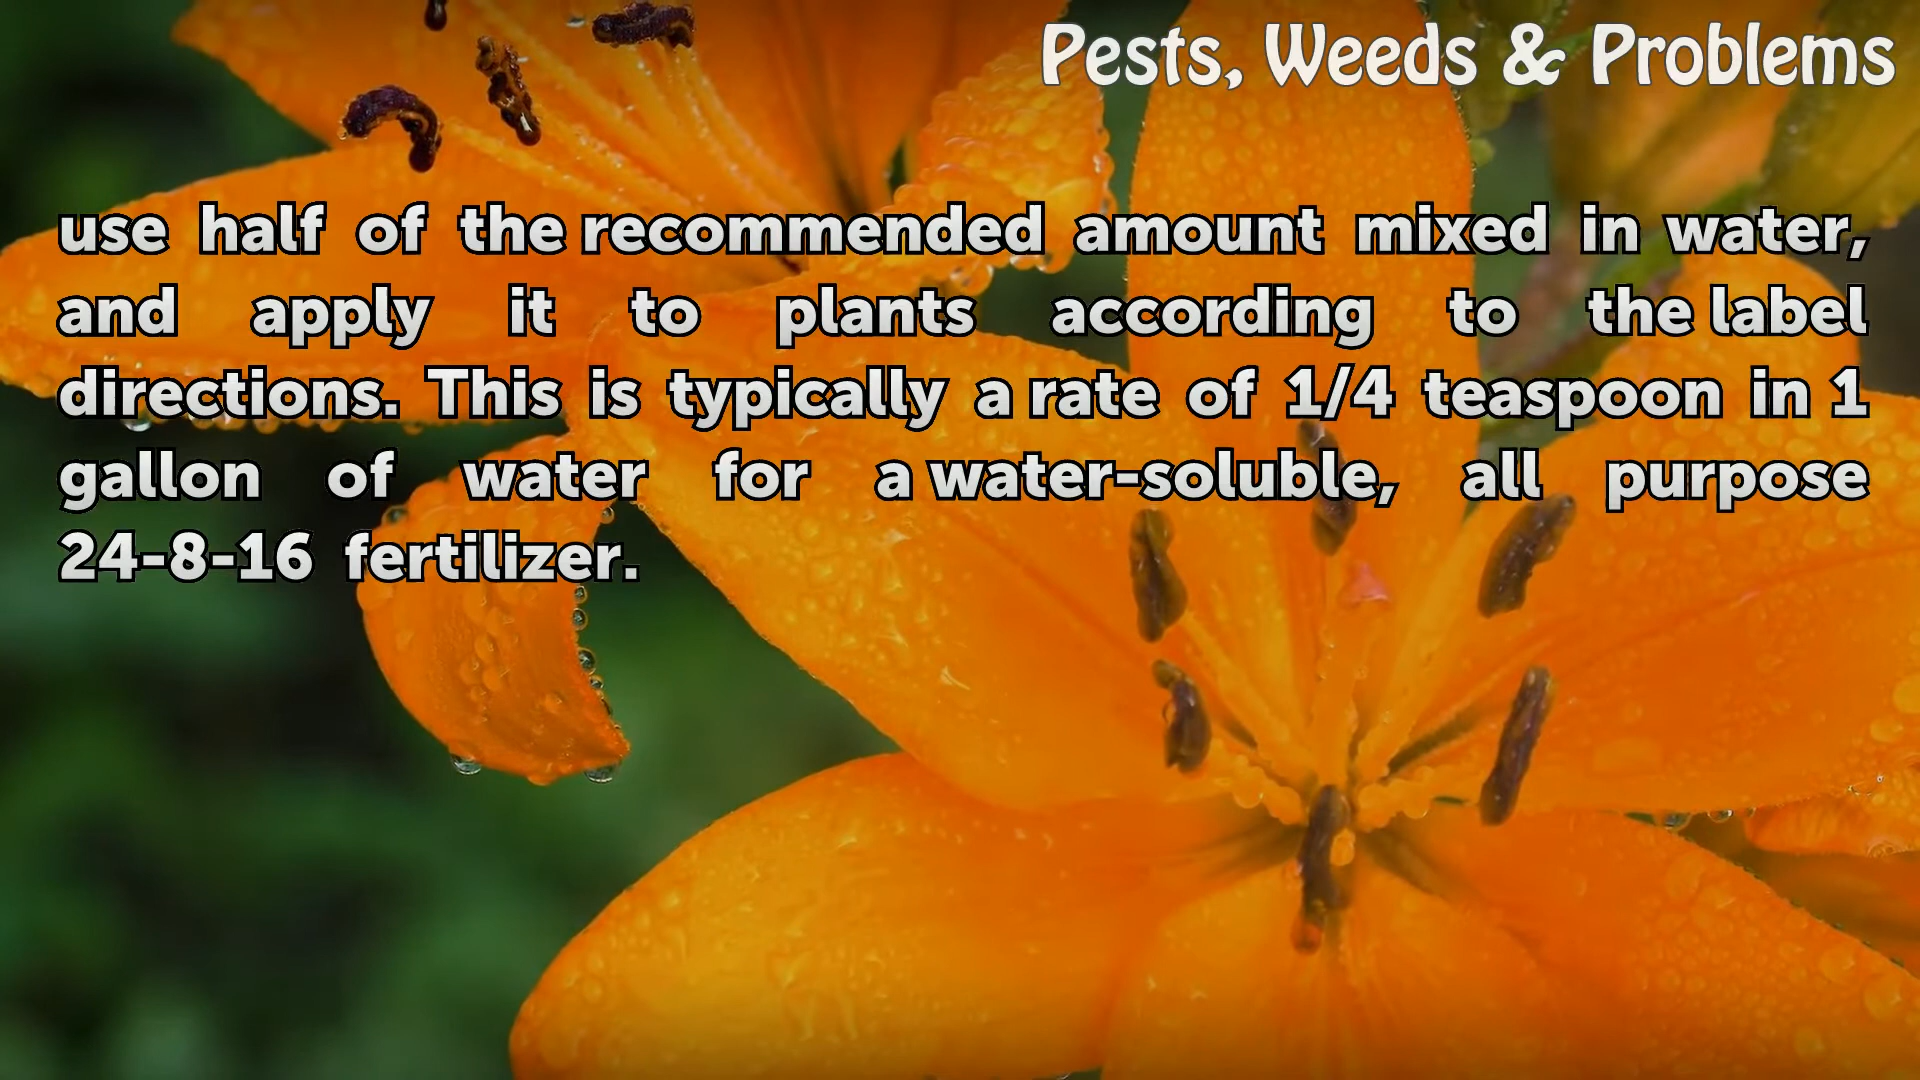 Pests, Weeds & Problems
use half of the recommended amount mixed in water,
and apply it to plants according to the label
directions. This is typically a rate of 1/4 teaspoon in 1
gallon of water for a water-soluble, all purpose
24-8-16 fertilizer.